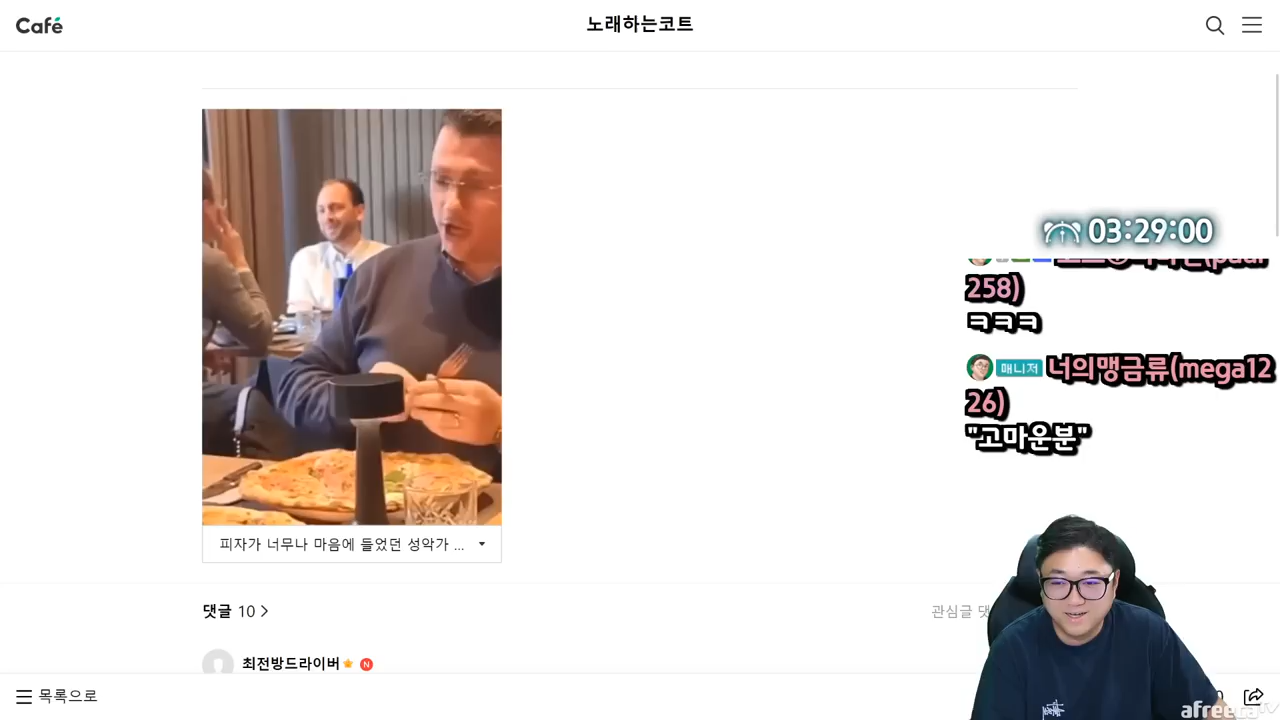 Café
노래하는코트
03:29:00
258)
ㅋㅋㅋ
매니저 너의맹금류(mega12
26)
"고마운분"
피자가 너무나 마음에 들었던 성악가 ...
댓글 10
관심글 댓
최전방드라이버 N
목록으로
afreecaTV